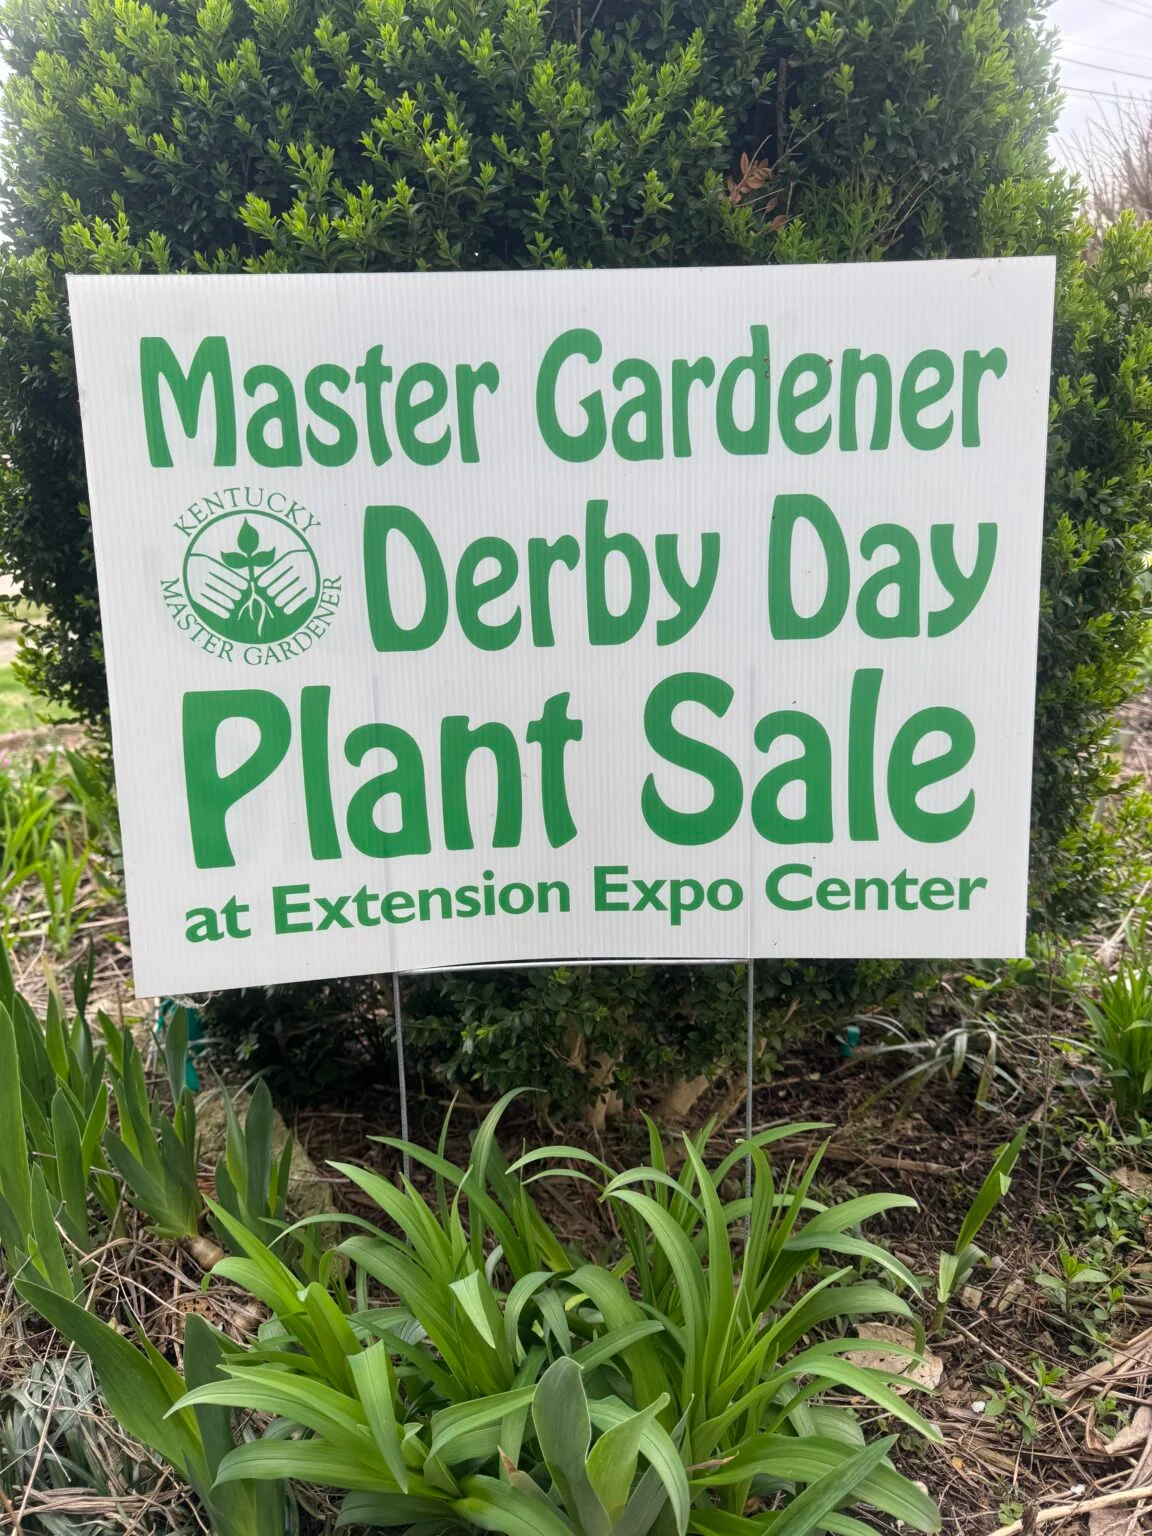 Master Gardener
KENTUCKY
MASTER GARDENER
Derby Day
Plant Sale
at Extension Expo Center